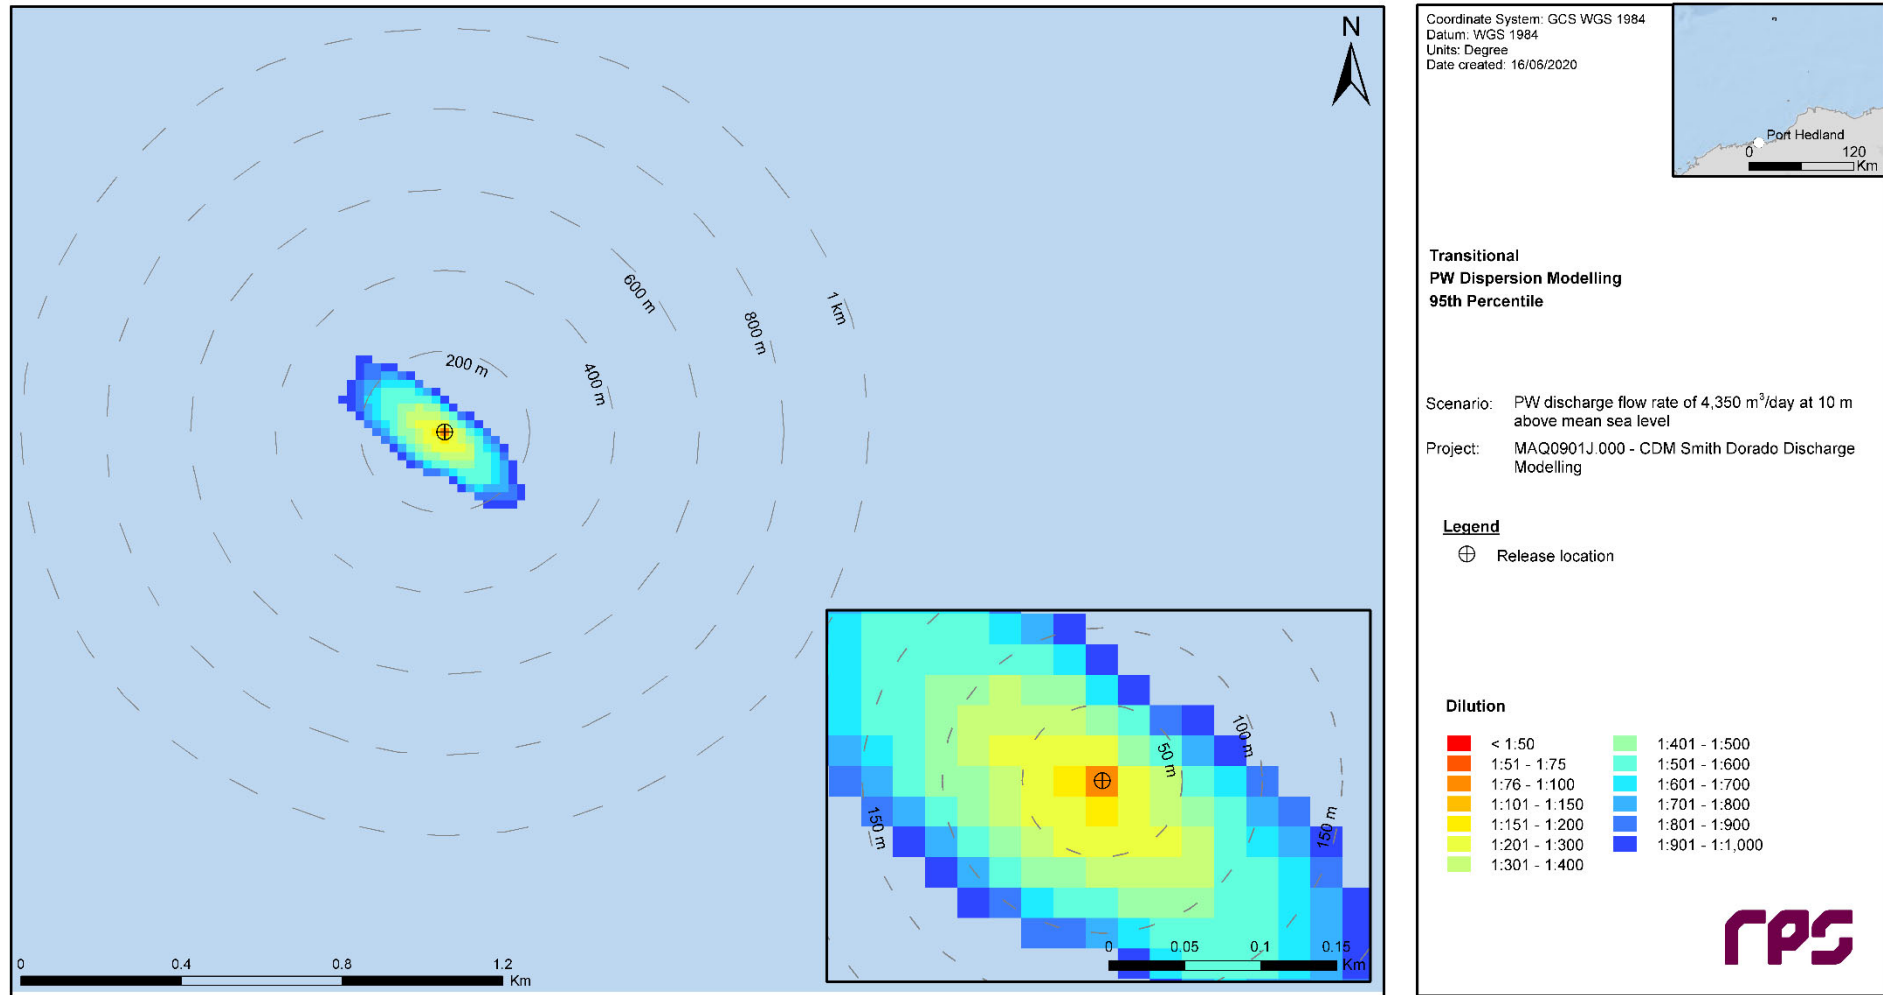 N
1 km
600 m
800 m
200 m
400 m
100 m
50 m
150 m
150 m
0 0.05 0.1 0.15
Km
0 0.4 0.8 1.2
Km
Coordinate System: GCS WGS 1984
Datum: WGS 1984
Units: Degree
Date created: 16/06/2020
Port Hedland
0 120
Km
Transitional
PW Dispersion Modelling
95th Percentile
Scenario: PW discharge flow rate of 4,350 m³/day at 10 m
above mean sea level
Project: MAQ0901J.000 - CDM Smith Dorado Discharge
Modelling
Legend
Release location
Dilution
< 1:50
1:51 - 1:75
1:76 - 1:100
1:101 - 1:150
1:151 - 1:200
1:201 - 1:300
1:301 - 1:400
1:401 - 1:500
1:501 - 1:600
1:601 - 1:700
1:701 - 1:800
1:801 - 1:900
1:901 - 1:1,000
rps